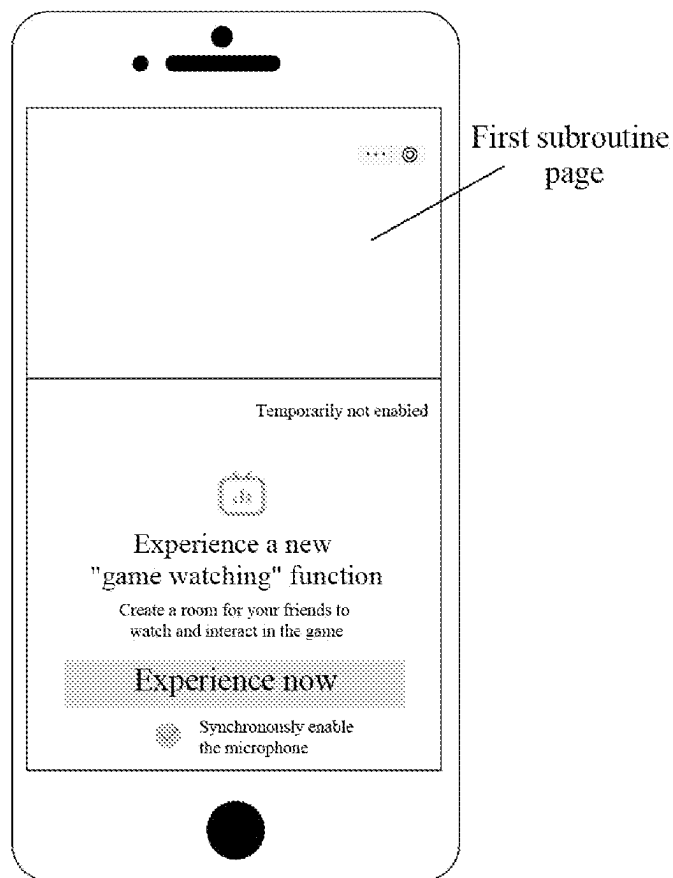 First subroutine
page
Temporarily not enabied
Experience a new
"game watching" function
Create a room for your friends to
watch and interact in the game
Experience now
Synchronously enable
the microphone